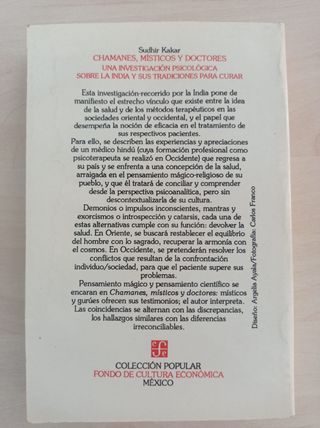 Sudhir Kakar
CHAMANES, MÍSTICOS Y DOCTORES
UNA INVESTIGACIÓN PSICOLÓGICA
SOBRE LA INDIA Y SUS TRADICIONES PARA CURAR
Esta investigación-recorrido por la India pone de
manifiesto el estrecho vínculo que existe entre la idea
de la salud y de los métodos terapéuticos en las
sociedades oriental y occidental, y el papel que
desempeña la noción de eficacia en el tratamiento de
sus respectivos pacientes.
Para ello, se describen las experiencias y apreciaciones
de un médico hindú (cuya formación profesional como
psicoterapeuta se realizó en Occidente) que regresa a
su país y se enfrenta a una concepción de la salud,
arraigada en el pensamiento mágico-religioso de su
pueblo, y que él tratará de conciliar y comprender
desde la perspectiva psicoanalítica, pero sin
descontextualizarla de su cultura.
Demonios o impulsos inconscientes, mantras y
exorcismos o introspección y catarsis, cada una de
estas alternativas cumple con su función: devolver la
salud. En Oriente, se buscará restablecer el equilibrio
del hombre con lo sagrado, recuperar la armonía con
el cosmos. En Occidente, se pretenderán resolver los
conflictos que resultan de la confrontación
individuo/sociedad, para que el paciente supere sus
problemas.
Pensamiento mágico y pensamiento científico se
encaran en Chamanes, místicos y doctores: místicos
y gurúes ofrecen sus testimonios; el autor interpreta.
Las coincidencias se alternan con las discrepancias,
los hallazgos similares con las diferencias
irreconciliables.
Diseño: Argelia Ayala/Fotografía: Carlos Franco
COLECCIÓN POPULAR
FONDO DE CULTURA ECONÓMICA
MÉXICO